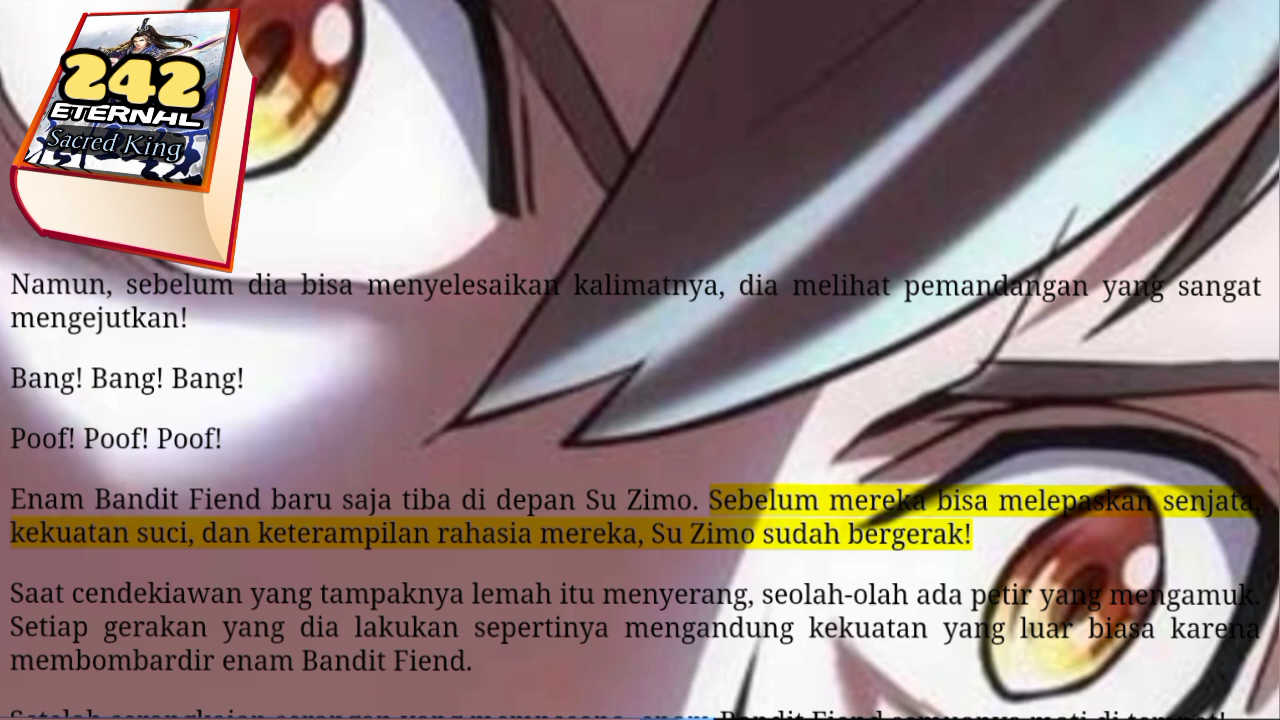 242
ETERNAL
Sacred King
Namun, sebelum dia bisa menyelesaikan kalimatnya, dia melihat pemandangan yang sangat
mengejutkan!
Bang! Bang! Bang!
Poof! Poof! Poof!
Enam Bandit Fiend baru saja tiba di depan Su Zimo. Sebelum mereka bisa melepaskan senjata,
kekuatan suci, dan keterampilan rahasia mereka, Su Zimo sudah bergerak!
Saat cendekiawan yang tampaknya lemah itu menyerang, seolah-olah ada petir yang mengamuk.
Setiap gerakan yang dia lakukan sepertinya mengandung kekuatan yang luar biasa karena
membombardir enam Bandit Fiend.